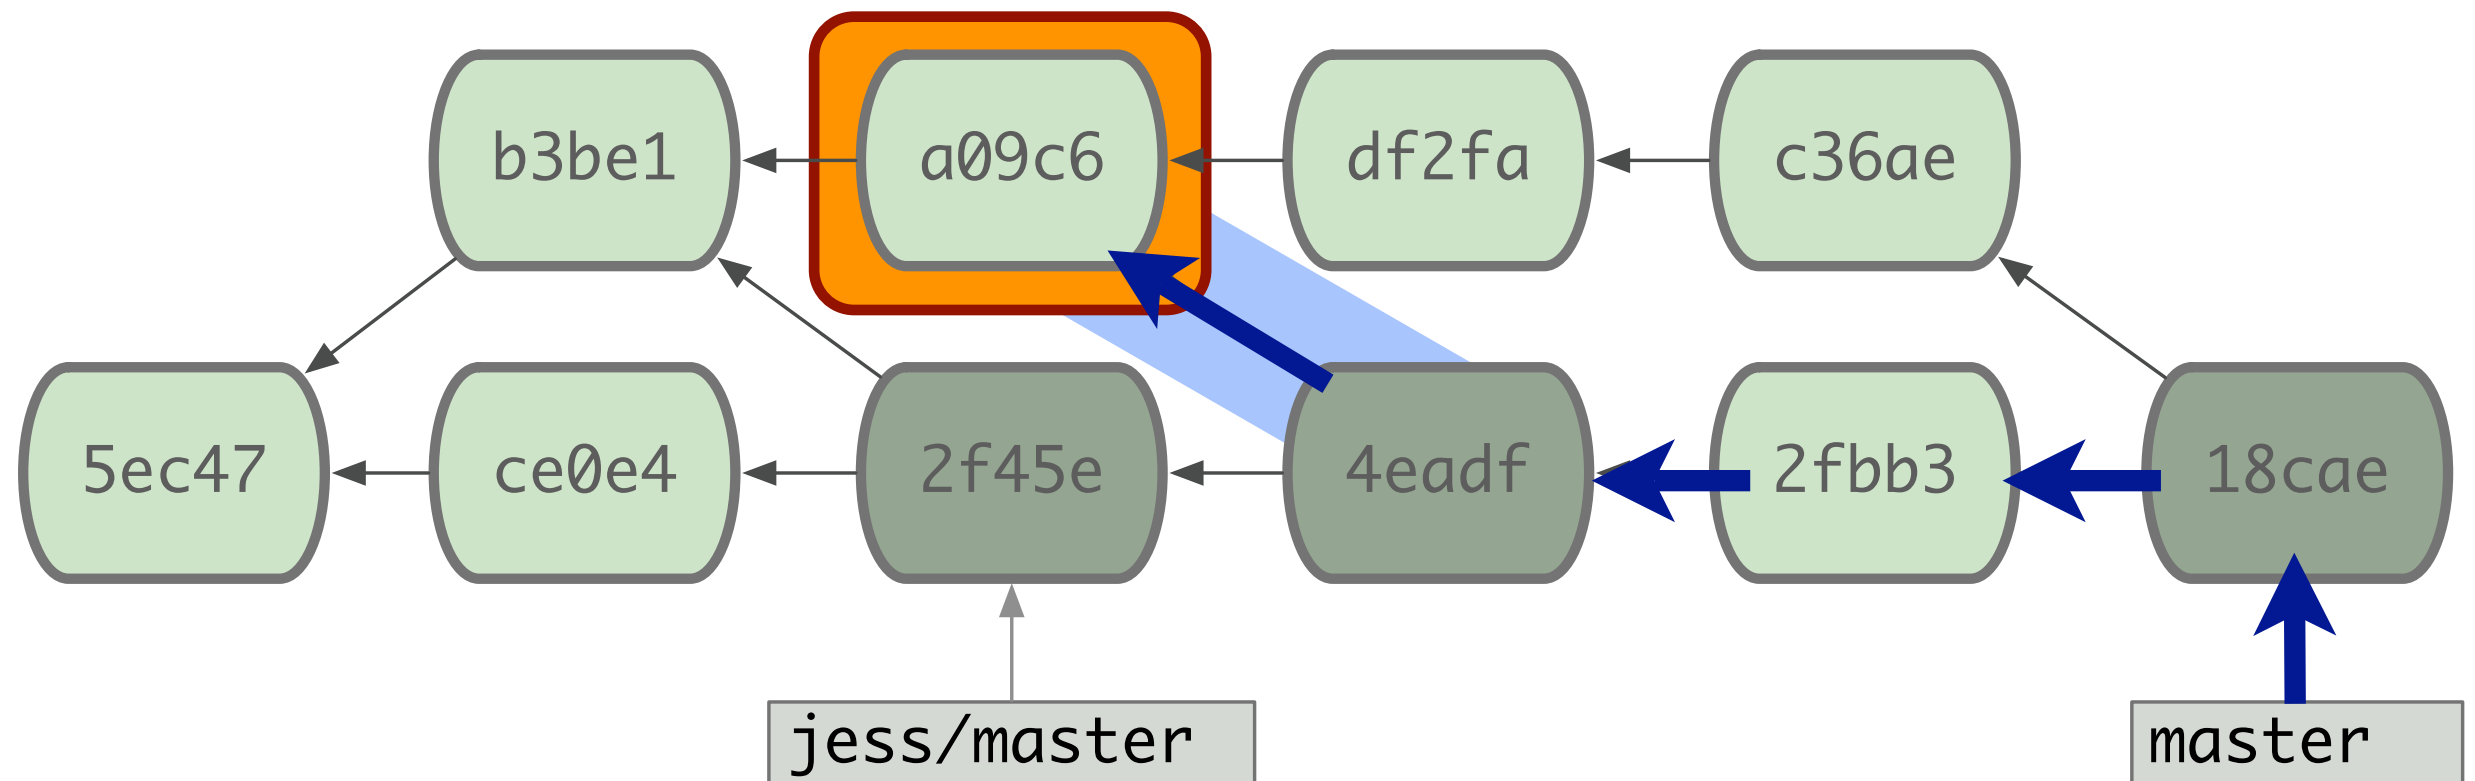 b3be1
a09c6
df2fa
c36ae
5ec47
ce0e4
2f45e
4eadf
2fbb3
18cae
jess/master
master